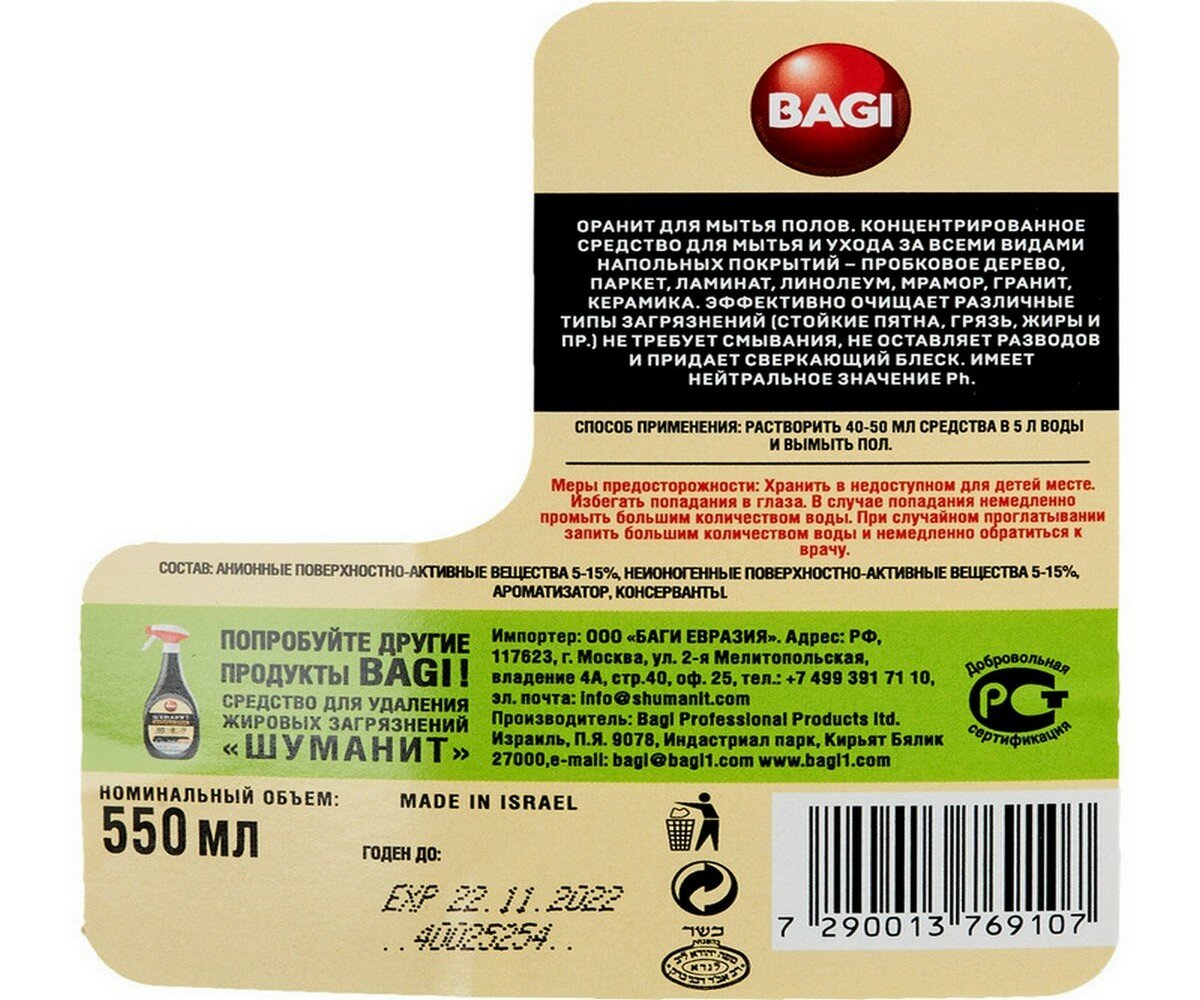 BAGI
ОРАНИТ ДЛЯ МЫТЬЯ ПОЛОВ. КОНЦЕНТРИРОВАННОЕ
СРЕДСТВО ДЛЯ МЫТЬЯ И УХОДА ЗА ВСЕМИ ВИДАМИ
НАПОЛЬНЫХ ПОКРЫТИЙ – ПРОБКОВОЕ ДЕРЕВО,
ПАРКЕТ, ЛАМИНАТ, ЛИНОЛЕУМ, МРАМОР, ГРАНИТ,
КЕРАМИКА. ЭФФЕКТИВНО ОЧИЩАЕТ РАЗЛИЧНЫЕ
ТИПЫ ЗАГРЯЗНЕНИЙ (СТОЙКИЕ ПЯТНА, ГРЯЗЬ, ЖИРЫ И
ПР.) НЕ ТРЕБУЕТ СМЫВАНИЯ, НЕ ОСТАВЛЯЕТ РАЗВОДОВ
И ПРИДАЕТ СВЕРКАЮЩИЙ БЛЕСК. ИМЕЕТ
НЕЙТРАЛЬНОЕ ЗНАЧЕНИЕ Ph.
СПОСОБ ПРИМЕНЕНИЯ: РАСТВОРИТЬ 40-50 МЛ СРЕДСТВА В 5 Л ВОДЫ
И ВЫМЫТЬ ПОЛ.
Меры предосторожности: Хранить в недоступном для детей месте.
Избегать попадания в глаза. В случае попадания немедленно
промыть большим количеством воды. При случайном проглатывании
запить большим количеством воды и немедленно обратиться к
врачу.
СОСТАВ: АНИОННЫЕ ПОВЕРХНОСТНО-АКТИВНЫЕ ВЕЩЕСТВА 5-15%, НЕИОНОГЕННЫЕ ПОВЕРХНОСТНО-АКТИВНЫЕ ВЕЩЕСТВА 5-15%,
АРОМАТИЗАТОР, КОНСЕРВАНТЫ.
ПОПРОБУЙТЕ ДРУГИЕ
ПРОДУКТЫ BAGI!
СРЕДСТВО ДЛЯ УДАЛЕНИЯ
ЖИРОВЫХ ЗАГРЯЗНЕНИЙ
«ШУМАНИТ»
Импортер: ООО «БАГИ ЕВРАЗИЯ». Адрес: РФ,
117623, г. Москва, ул. 2-я Мелитопольская,
владение 4А, стр.40, оф. 25, тел.: +7 499 391 71 10,
эл. почта: info@shumanit.com
Производитель: Bagi Professional Products ltd.
Израиль, П.Я. 9078, Индастриал парк, Кирьят Бялик
27000,e-mail: bagi@bagi1.com www.bagi1.com
Добровольная
РСТ
сертификация
НОМИНАЛЬНЫЙ ОБЪЕМ:
550 МЛ
MADE IN ISRAEL
ГОДЕН ДО:
EXP 22.11.2022
..40025254..
כשר
7 290013 769107